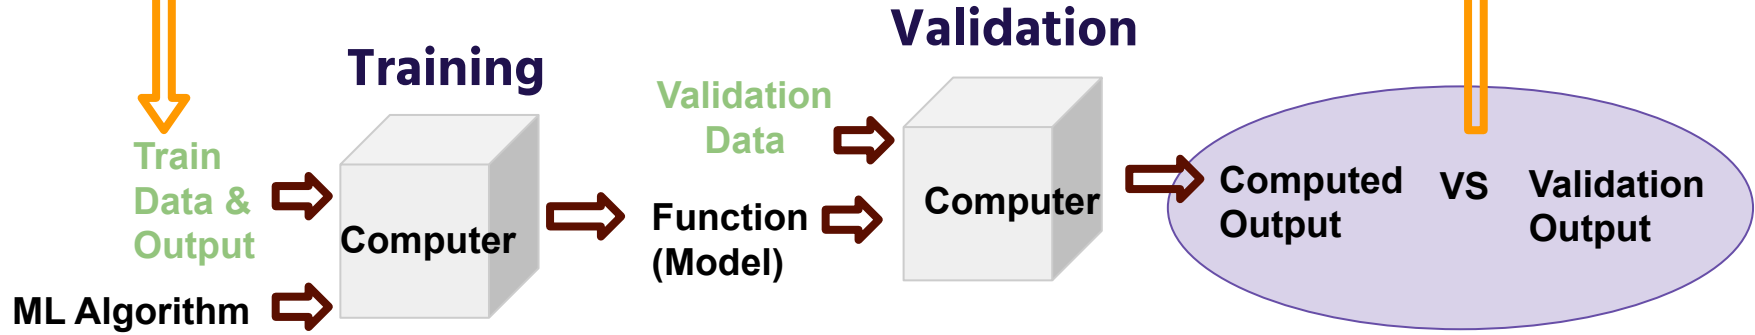 Training
Validation
Train
Data &
Output
ML Algorithm
Computer
Validation
Data
Function
(Model)
Computer
Computed
Output
VS
Validation
Output